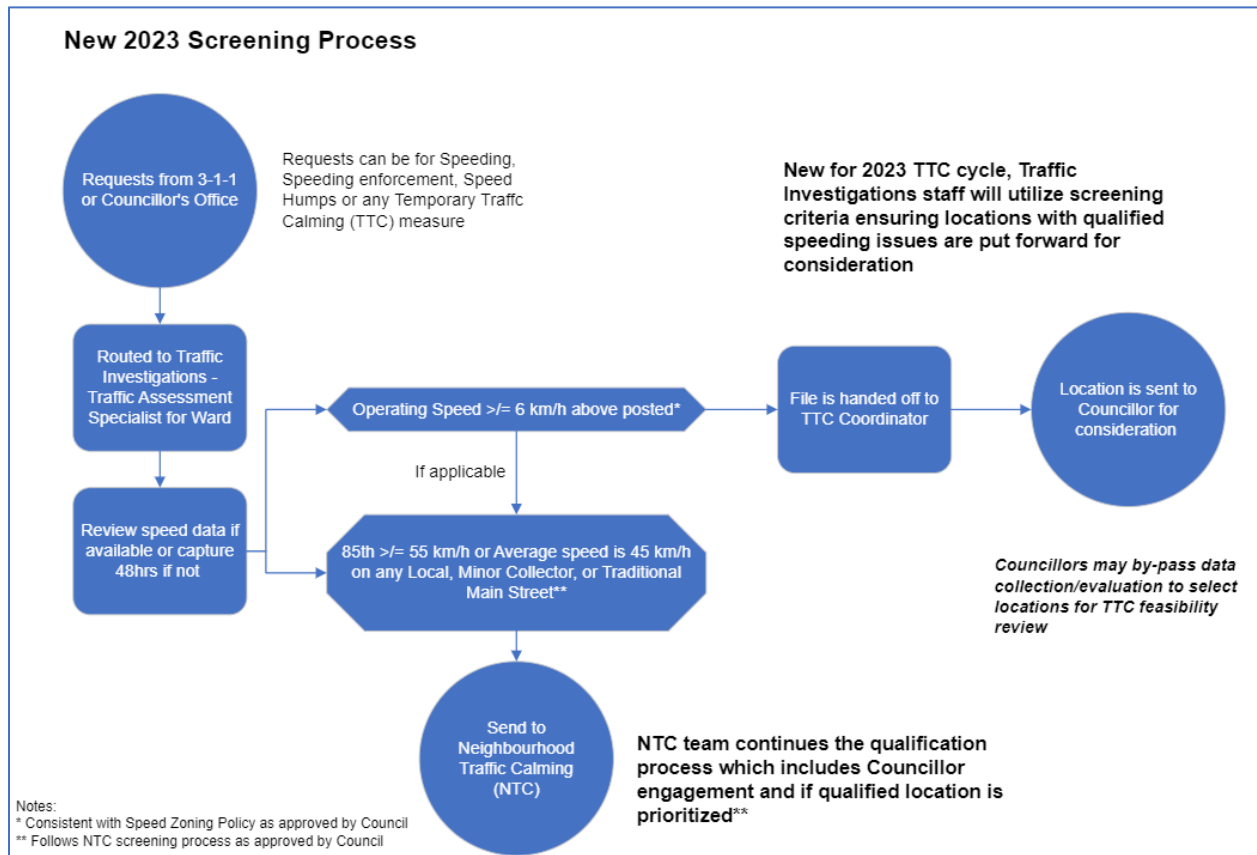 New 2023 Screening Process
Requests from 3-1-1
or Councillor's Office
Requests can be for Speeding,
Speeding enforcement, Speed
Humps or any Temporary Traffc
Calming (TTC) measure
New for 2023 TTC cycle, Traffic
Investigations staff will utilize screening
criteria ensuring locations with qualified
speeding issues are put forward for
consideration
Routed to Traffic
Investigations -
Traffic Assessment
Specialist for Ward
Operating Speed >/= 6 km/h above posted*
File is handed off to
TTC Coordinator
Location is sent to
Councillor for
consideration
If applicable
Review speed data if
available or capture
48hrs if not
85th >/= 55 km/h or Average speed is 45 km/h
on any Local, Minor Collector, or Traditional
Main Street**
Councillors may by-pass data
collection/evaluation to select
locations for TTC feasibility
review
Send to
Neighbourhood
Traffic Calming
(NTC)
NTC team continues the qualification
process which includes Councillor
engagement and if qualified location is
prioritized**
Notes:
* Consistent with Speed Zoning Policy as approved by Council
** Follows NTC screening process as approved by Council